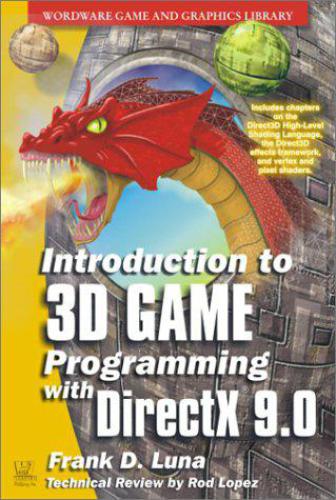 WORDWARE GAME AND GRAPHICS LIBRARY
Includes chapters
on the
Direct3D High-Level
Shading Language,
the Direct3D
effects framework,
and vertex and
pixel shaders.
Introduction to
3D GAME
Programming
with
DirectX 9.0
Frank D. Luna
Technical Review by Rod Lopez